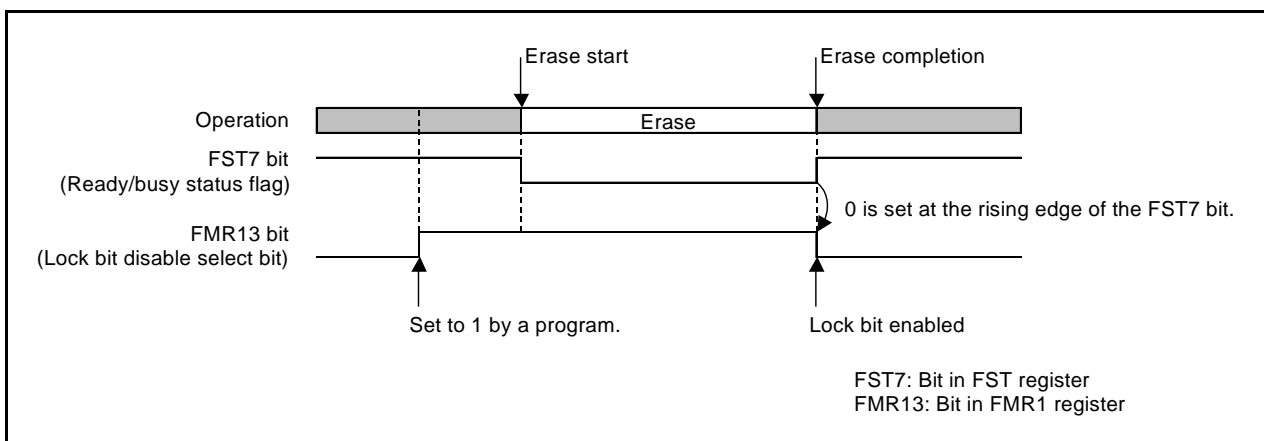 Erase start
Erase completion
Operation
Erase
FST7 bit
(Ready/busy status flag)
0 is set at the rising edge of the FST7 bit.
FMR13 bit
(Lock bit disable select bit)
Set to 1 by a program.
Lock bit enabled
FST7: Bit in FST register
FMR13: Bit in FMR1 register